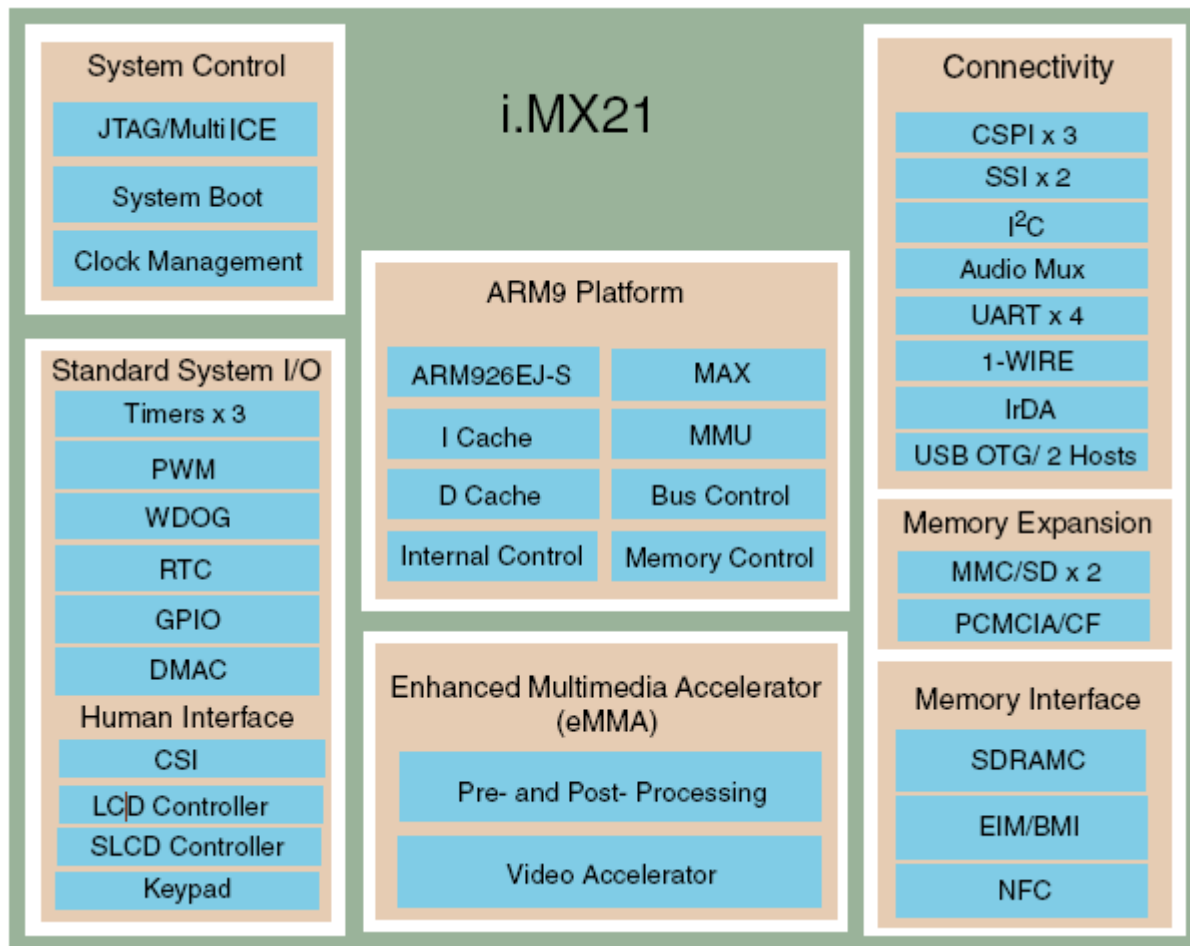 i.MX21
System Control
JTAG/Multi ICE
System Boot
Clock Management
Standard System I/O
Timers x 3
PWM
WDOG
RTC
GPIO
DMAC
Human Interface
CSI
LCD Controller
SLCD Controller
Keypad
ARM9 Platform
ARM926EJ-S
MAX
I Cache
MMU
D Cache
Bus Control
Internal Control
Memory Control
Enhanced Multimedia Accelerator
(eMMA)
Pre- and Post- Processing
Video Accelerator
Connectivity
CSPI x 3
SSI x 2
I²C
Audio Mux
UART x 4
1-WIRE
IrDA
USB OTG/ 2 Hosts
Memory Expansion
MMC/SD x 2
PCMCIA/CF
Memory Interface
SDRAMC
EIM/BMI
NFC